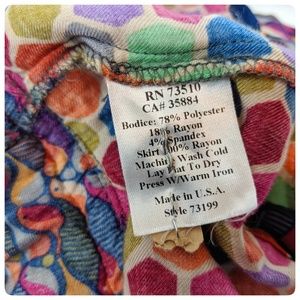 RN 73510
CA# 35884
Bodice: 78% Polyester
18% Rayon
4% Spandex
Skirt 100% Rayon
Machine Wash Cold
Lay Flat To Dry
Press W/Warm Iron
Made in U.S.A.
Style 73199